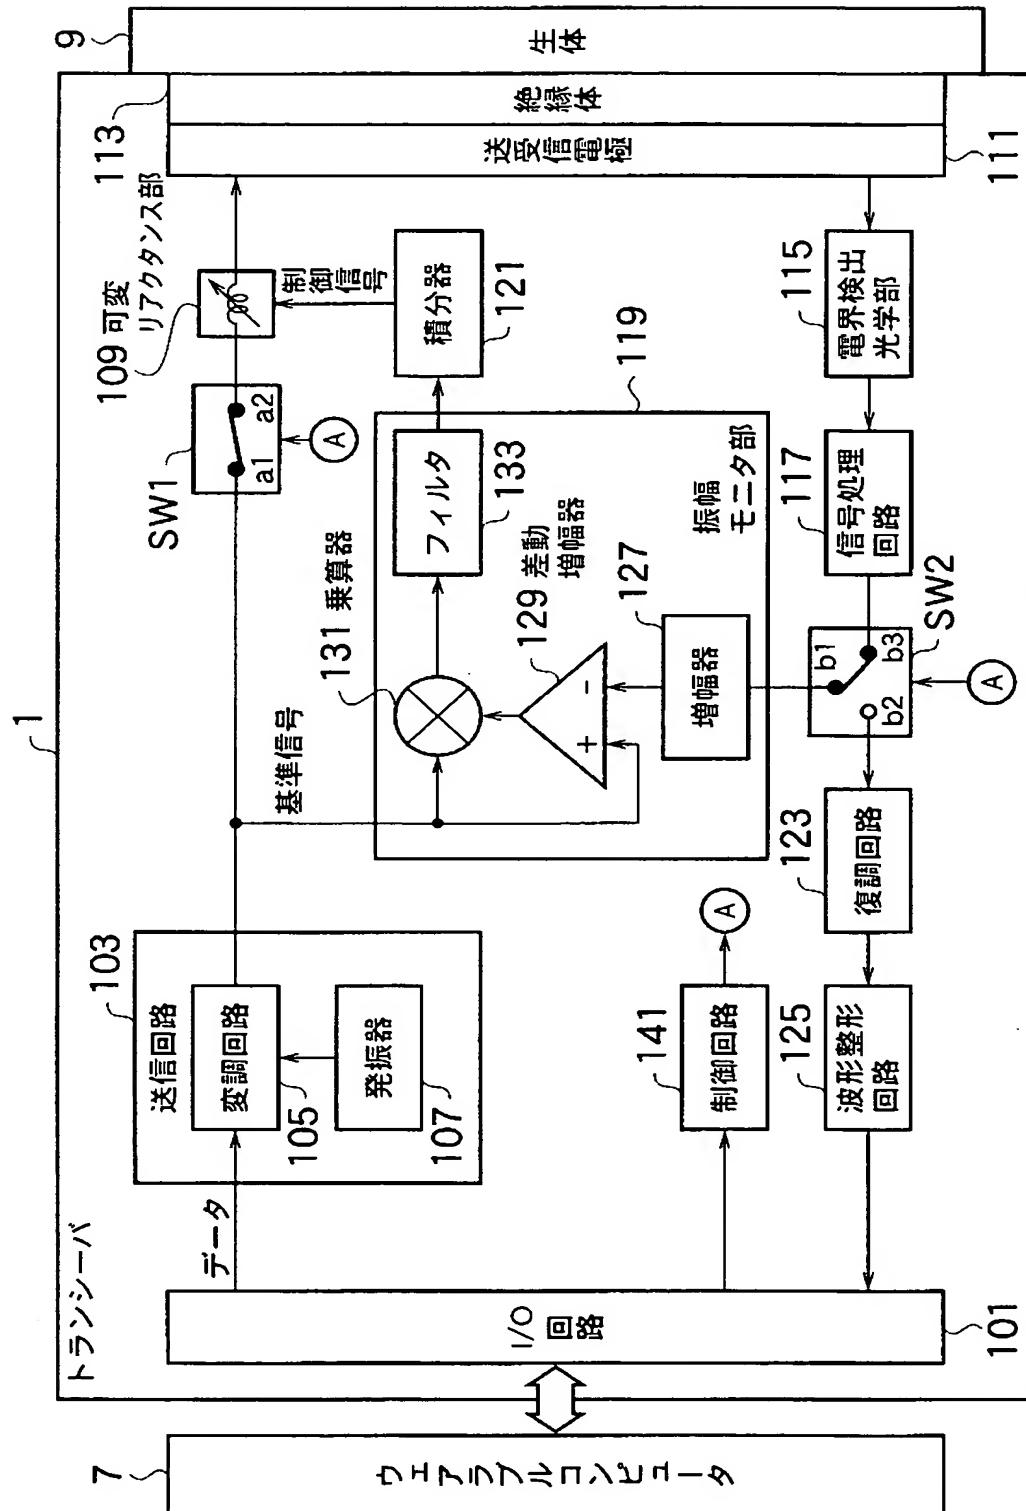 トランシーバ
1
7
ウエアラブルコンピュータ
I/O
回路
101
データ
103
送信回路
変調回路
105
発振器
107
基準信号
SW1
a1
a2
A
109 可変
リアクタンス部
制御信号
積分器
121
113
9
生体
絶縁体
送受信電極
111
119
131 乗算器
フィルタ
133
129 差動
増幅器
+
-
振幅
モニタ部
127
増幅器
115
電界検出
光学部
117
信号処理
回路
SW2
b1
b2
b3
A
123
復調回路
125
波形整形
回路
141
制御回路
A